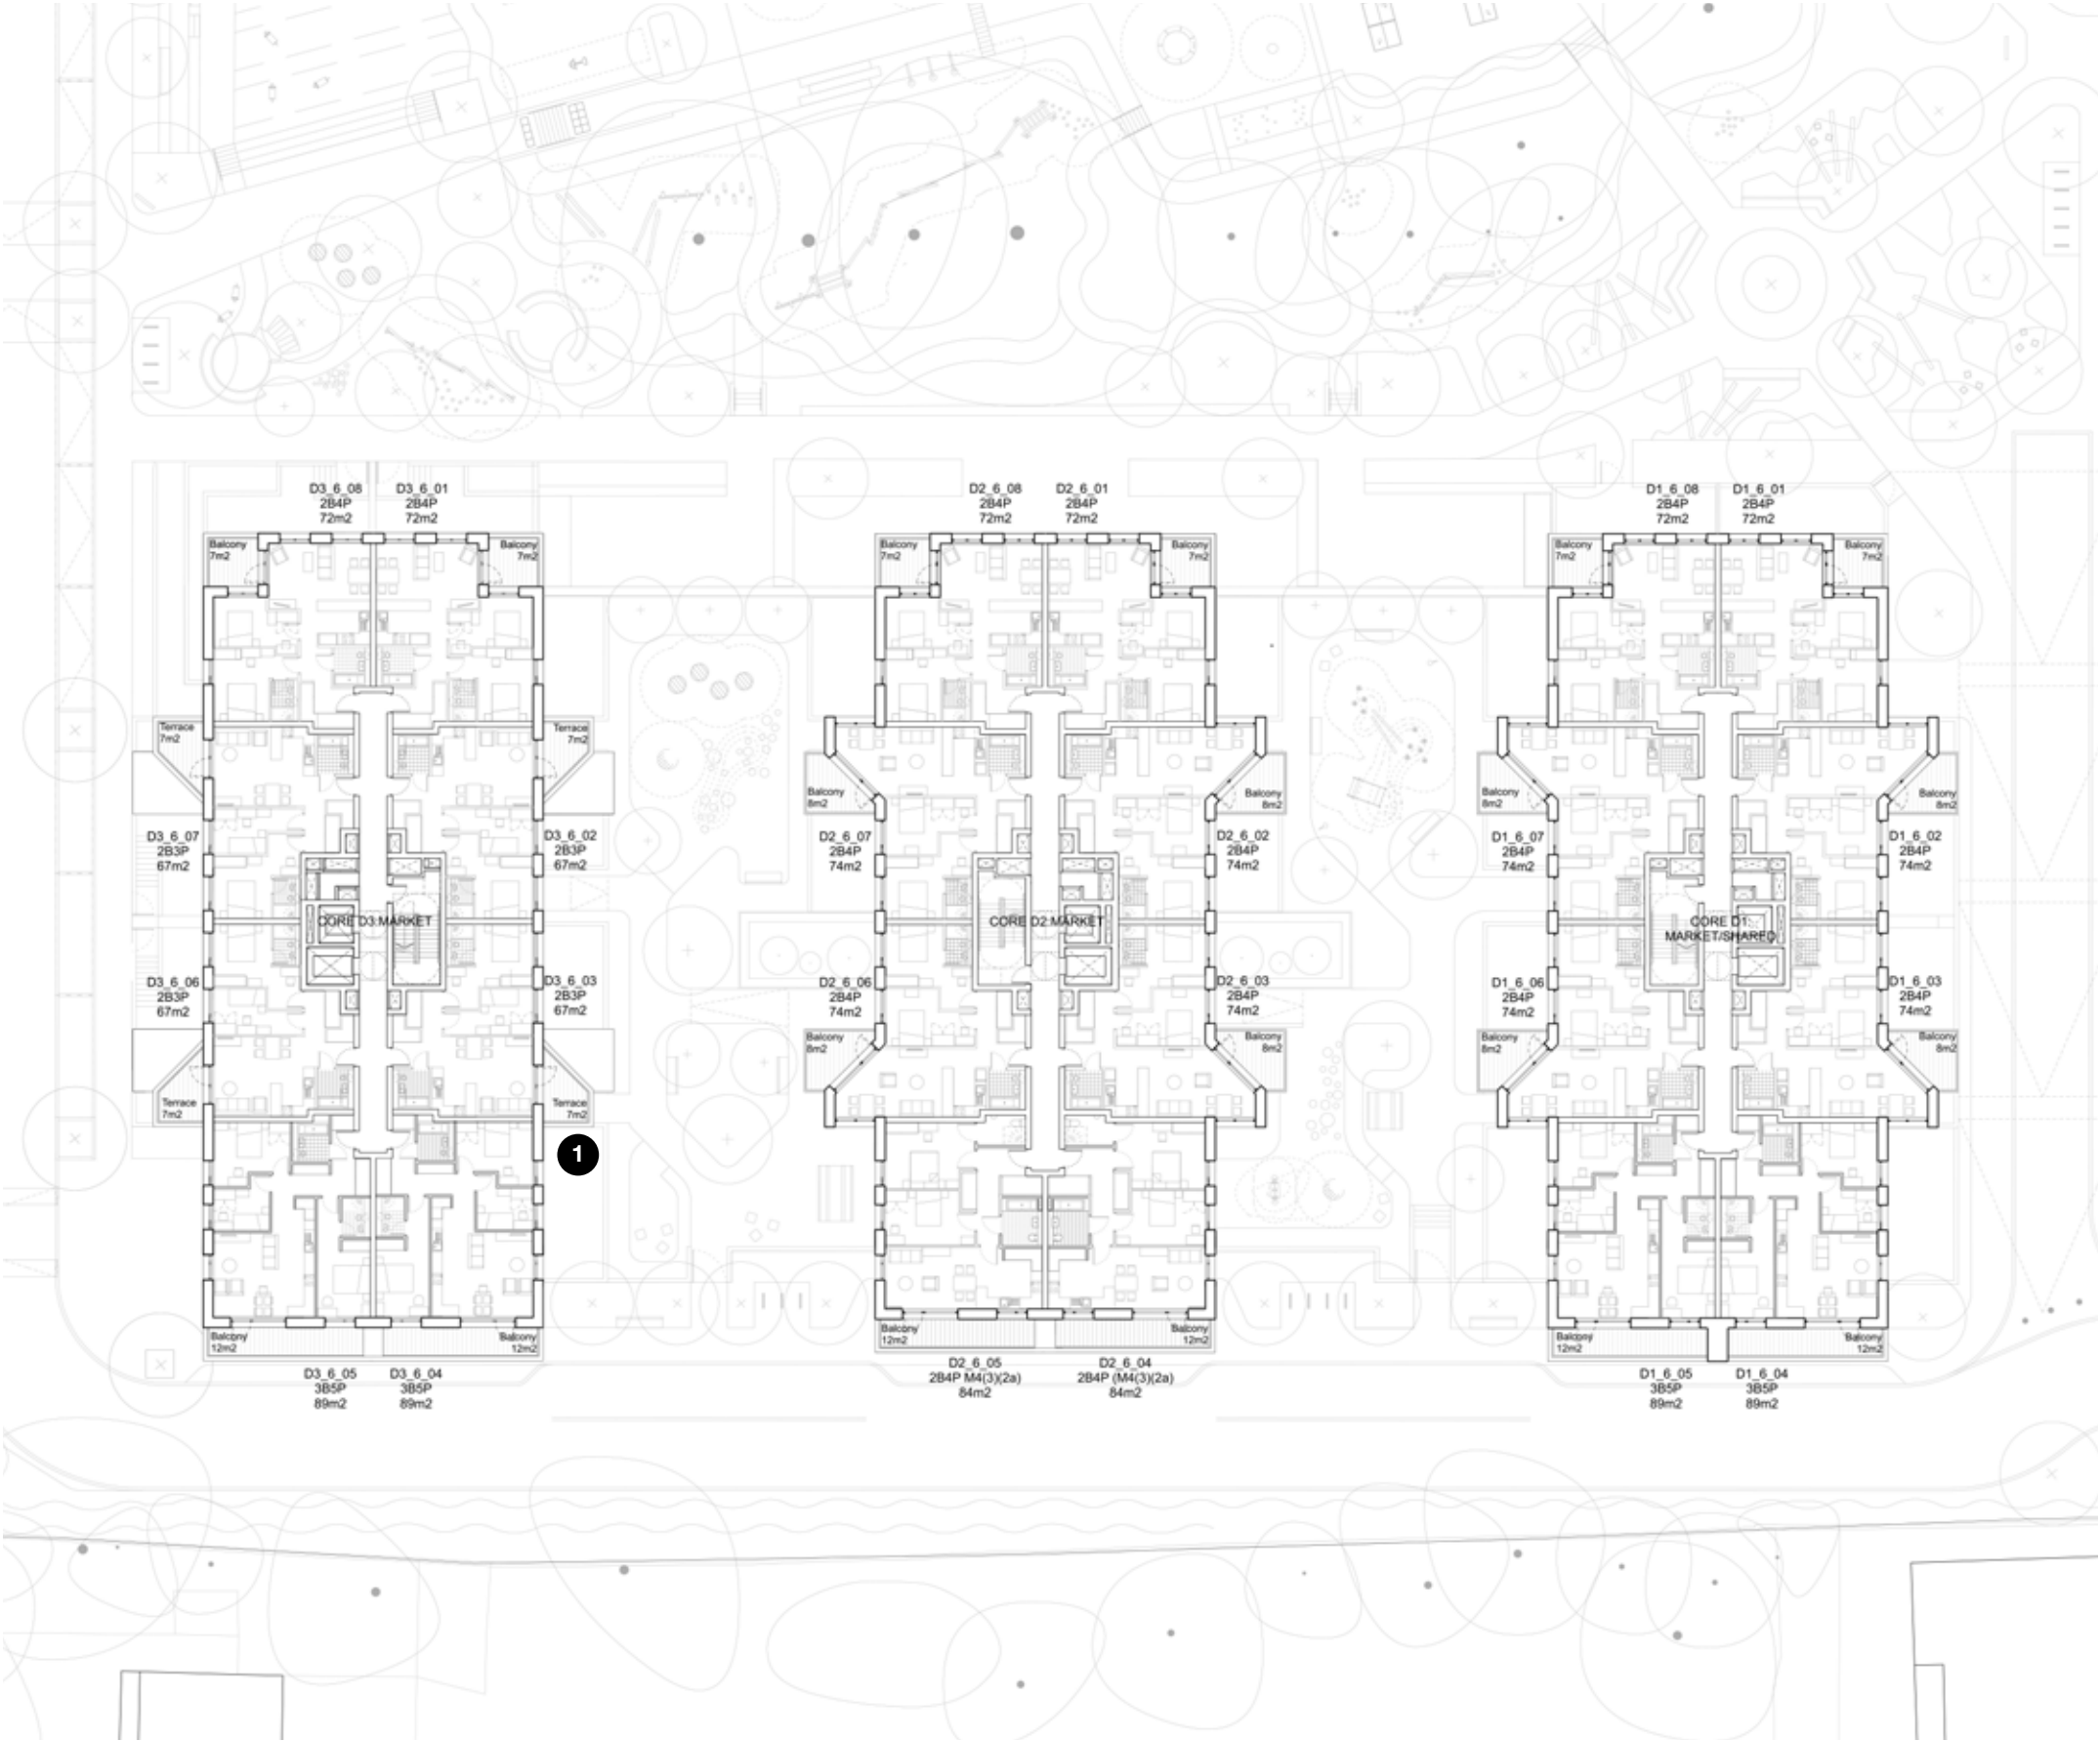 D3_6_08
2B4P
72m2
D3_6_01
2B4P
72m2
D2_6_08
2B4P
72m2
D2_6_01
2B4P
72m2
D1_6_08
2B4P
72m2
D1_6_01
2B4P
72m2
Balcony
7m2
Balcony
7m2
Balcony
7m2
Balcony
7m2
Balcony
7m2
Balcony
7m2
Terrace
7m2
Terrace
7m2
Balcony
8m2
Balcony
8m2
Balcony
8m2
Balcony
8m2
D3_6_07
2B3P
67m2
D3_6_02
2B3P
67m2
D2_6_07
2B4P
74m2
D2_6_02
2B4P
74m2
D1_6_07
2B4P
74m2
D1_6_02
2B4P
74m2
CORE D3 MARKET
CORE D2 MARKET
CORE D1
MARKET/SHARED
D3_6_06
2B3P
67m2
D3_6_03
2B3P
67m2
D2_6_06
2B4P
74m2
D2_6_03
2B4P
74m2
D1_6_06
2B4P
74m2
D1_6_03
2B4P
74m2
Balcony
8m2
Balcony
8m2
Balcony
8m2
Balcony
8m2
Terrace
7m2
Terrace
7m2
1
Balcony
12m2
Balcony
12m2
Balcony
12m2
Balcony
12m2
Balcony
12m2
Balcony
12m2
D3_6_05
3B5P
89m2
D3_6_04
3B5P
89m2
D2_6_05
2B4P M4(3)(2a)
84m2
D2_6_04
2B4P (M4(3)(2a)
84m2
D1_6_05
3B5P
89m2
D1_6_04
3B5P
89m2